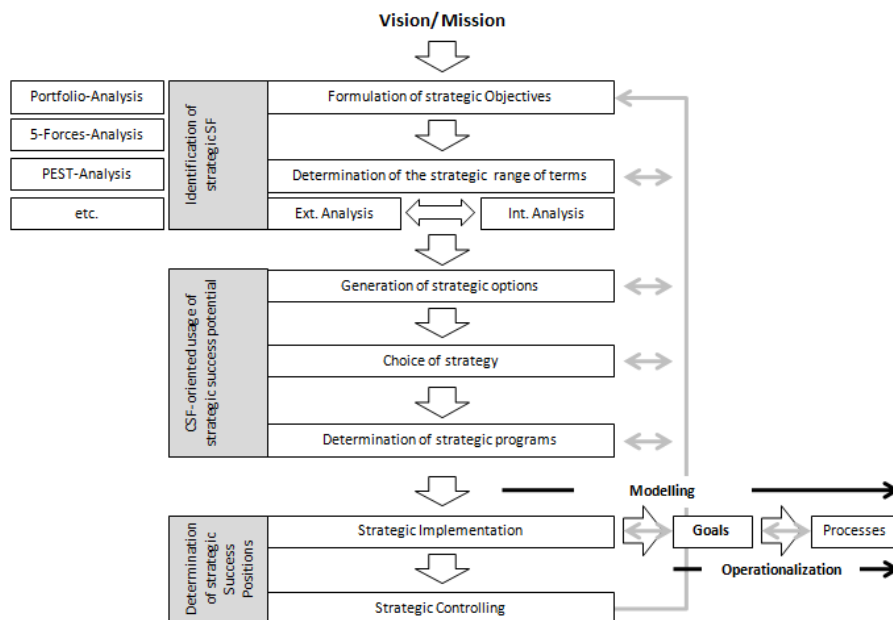 Vision/ Mission
Portfolio-Analysis
5-Forces-Analysis
PEST-Analysis
etc.
Identification of
strategic SF
Formulation of strategic Objectives
Determination of the strategic range of terms
Ext. Analysis
Int. Analysis
CSF-oriented usage of
strategic success potential
Generation of strategic options
Choice of strategy
Determination of strategic programs
Modelling
Determination
of strategic
Success
Positions
Strategic Implementation
Goals
Processes
Operationalization
Strategic Controlling